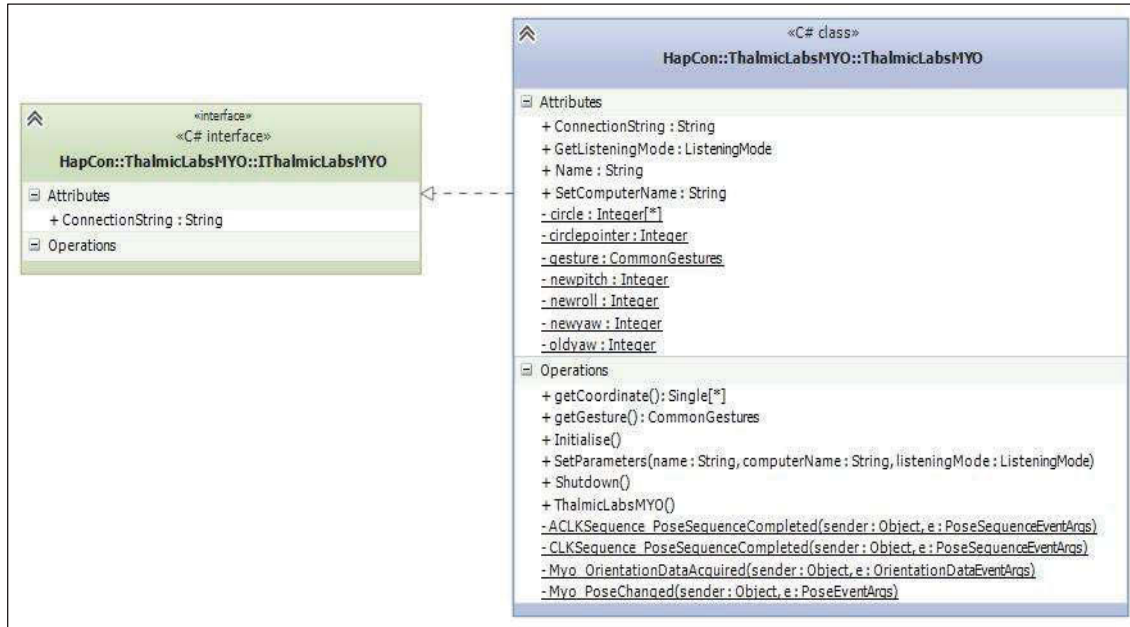 «interface»
«C# interface»
HapCon::ThalmicLabsMYO::IThalmicLabsMYO
Attributes
+ ConnectionString : String
Operations
«C# class»
HapCon::ThalmicLabsMYO::ThalmicLabsMYO
Attributes
+ ConnectionString : String
+ GetListeningMode : ListeningMode
+ Name : String
+ SetComputerName : String
- circle : Integer[*]
- circlepointer : Integer
- gesture : CommonGestures
- newpitch : Integer
- newroll : Integer
- newyaw : Integer
- oldyaw : Integer
Operations
+ getCoordinate(): Single[*]
+ getGesture(): CommonGestures
+ Initialise()
+ SetParameters(name : String, computerName : String, listeningMode : ListeningMode)
+ Shutdown()
+ ThalmicLabsMYO()
- ACLKSequence_PoseSequenceCompleted(sender : Object, e : PoseSequenceEventArgs)
- CLKSequence_PoseSequenceCompleted(sender : Object, e : PoseSequenceEventArgs)
- Myo_OrientationDataAcquired(sender : Object, e : OrientationDataEventArgs)
- Myo_PoseChanged(sender : Object, e : PoseEventArgs)